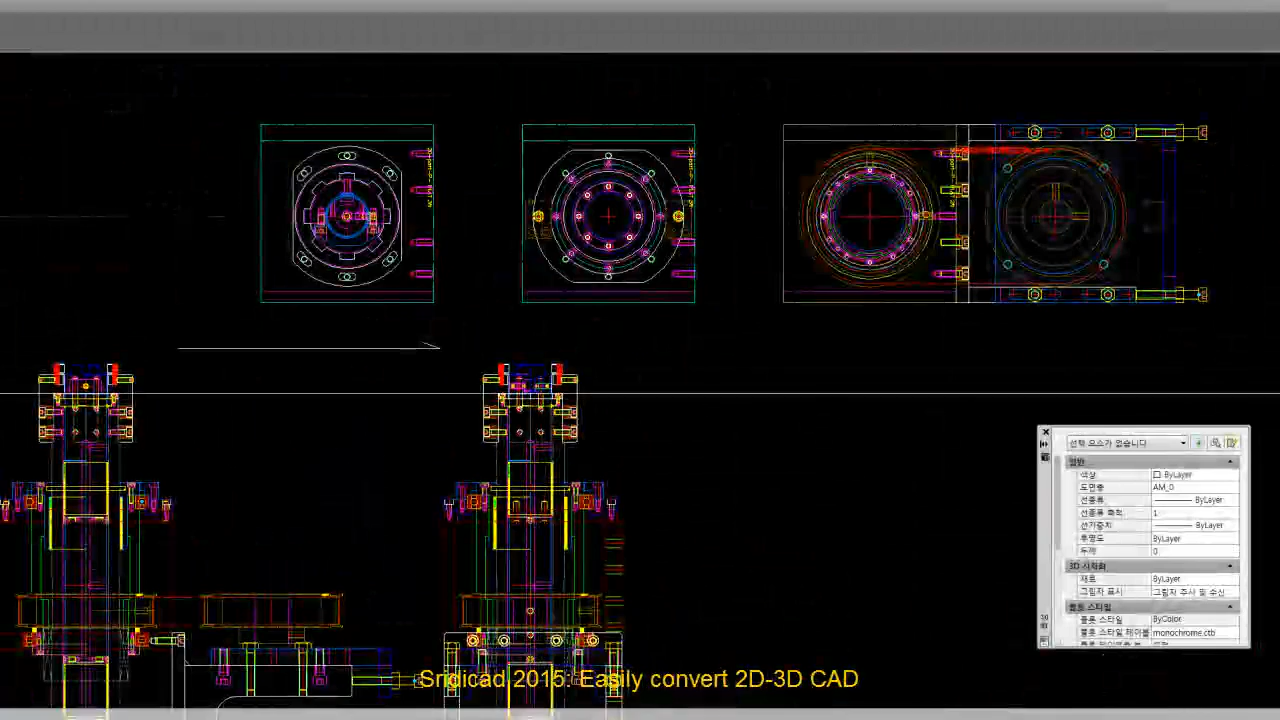 선택 요소가 없습니다
일반
색상 ByLayer
도면층 AM_0
선종류 ByLayer
선종류 축척 1
선가중치 ByLayer
투명도 ByLayer
두께 0
3D 시각화
재료 ByLayer
그림자 표시 그림자 주사 및 수신
플롯 스타일
플롯 스타일 ByColor
플롯 스타일 테이블 monochrome.ctb
Sridicad 2015: Easily convert 2D-3D CAD